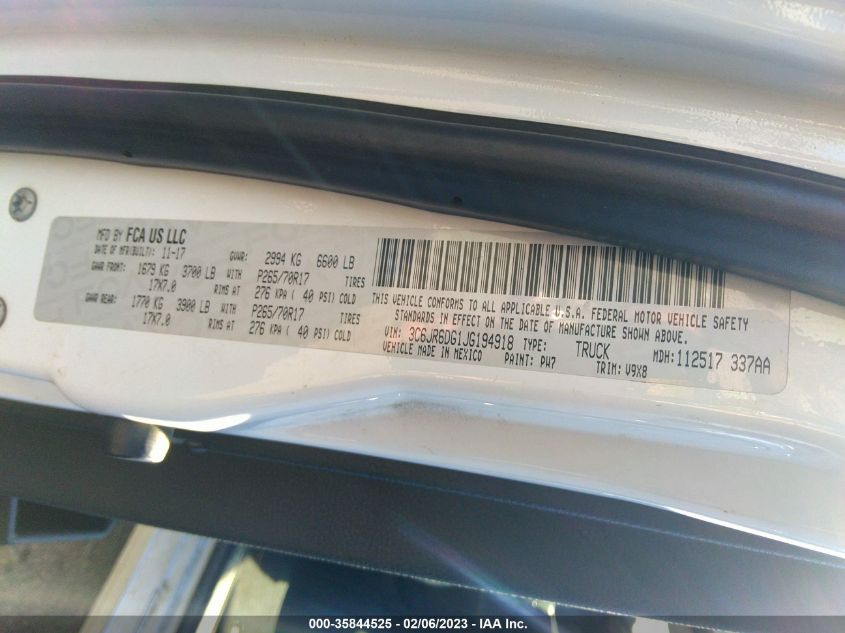 MFD BY FCA US LLC
DATE OF MFR(BUILT): 11-17 GVWR: 2994 KG 6600 LB
GAWR FRONT: 1679 KG 3700 LB WITH P265/70R17 TIRES
17X7.0 RIMS AT 276 KPA ( 40 PSI) COLD
GAWR REAR: 1770 KG 3900 LB WITH P265/70R17 TIRES
17X7.0 RIMS AT 276 KPA ( 40 PSI) COLD
THIS VEHICLE CONFORMS TO ALL APPLICABLE U.S.A. FEDERAL MOTOR VEHICLE SAFETY
STANDARDS IN EFFECT ON THE DATE OF MANUFACTURE SHOWN ABOVE.
VIN: 3C6JR6DG1JG194918 TYPE: TRUCK MDH: 112517 337AA
VEHICLE MADE IN MEXICO PAINT: PW7 TRIM: V9X8
000-35844525 - 02/06/2023 - IAA Inc.